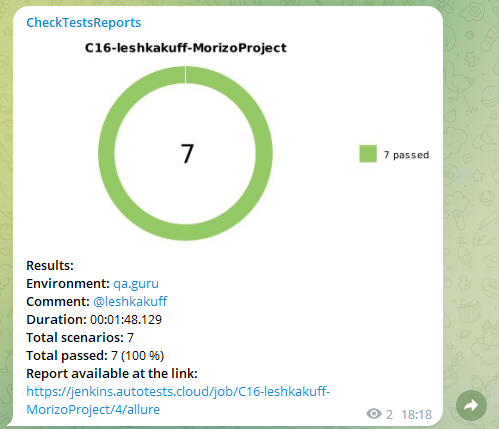 CheckTestsReports
C16-leshkakuff-MorizoProject
7
7 passed
Results:
Environment: qa.guru
Comment: @leshkakuff
Duration: 00:01:48.129
Total scenarios: 7
Total passed: 7 (100 %)
Report available at the link:
https://jenkins.autotests.cloud/job/C16-leshkakuff-
MorizoProject/4/allure
2 18:18